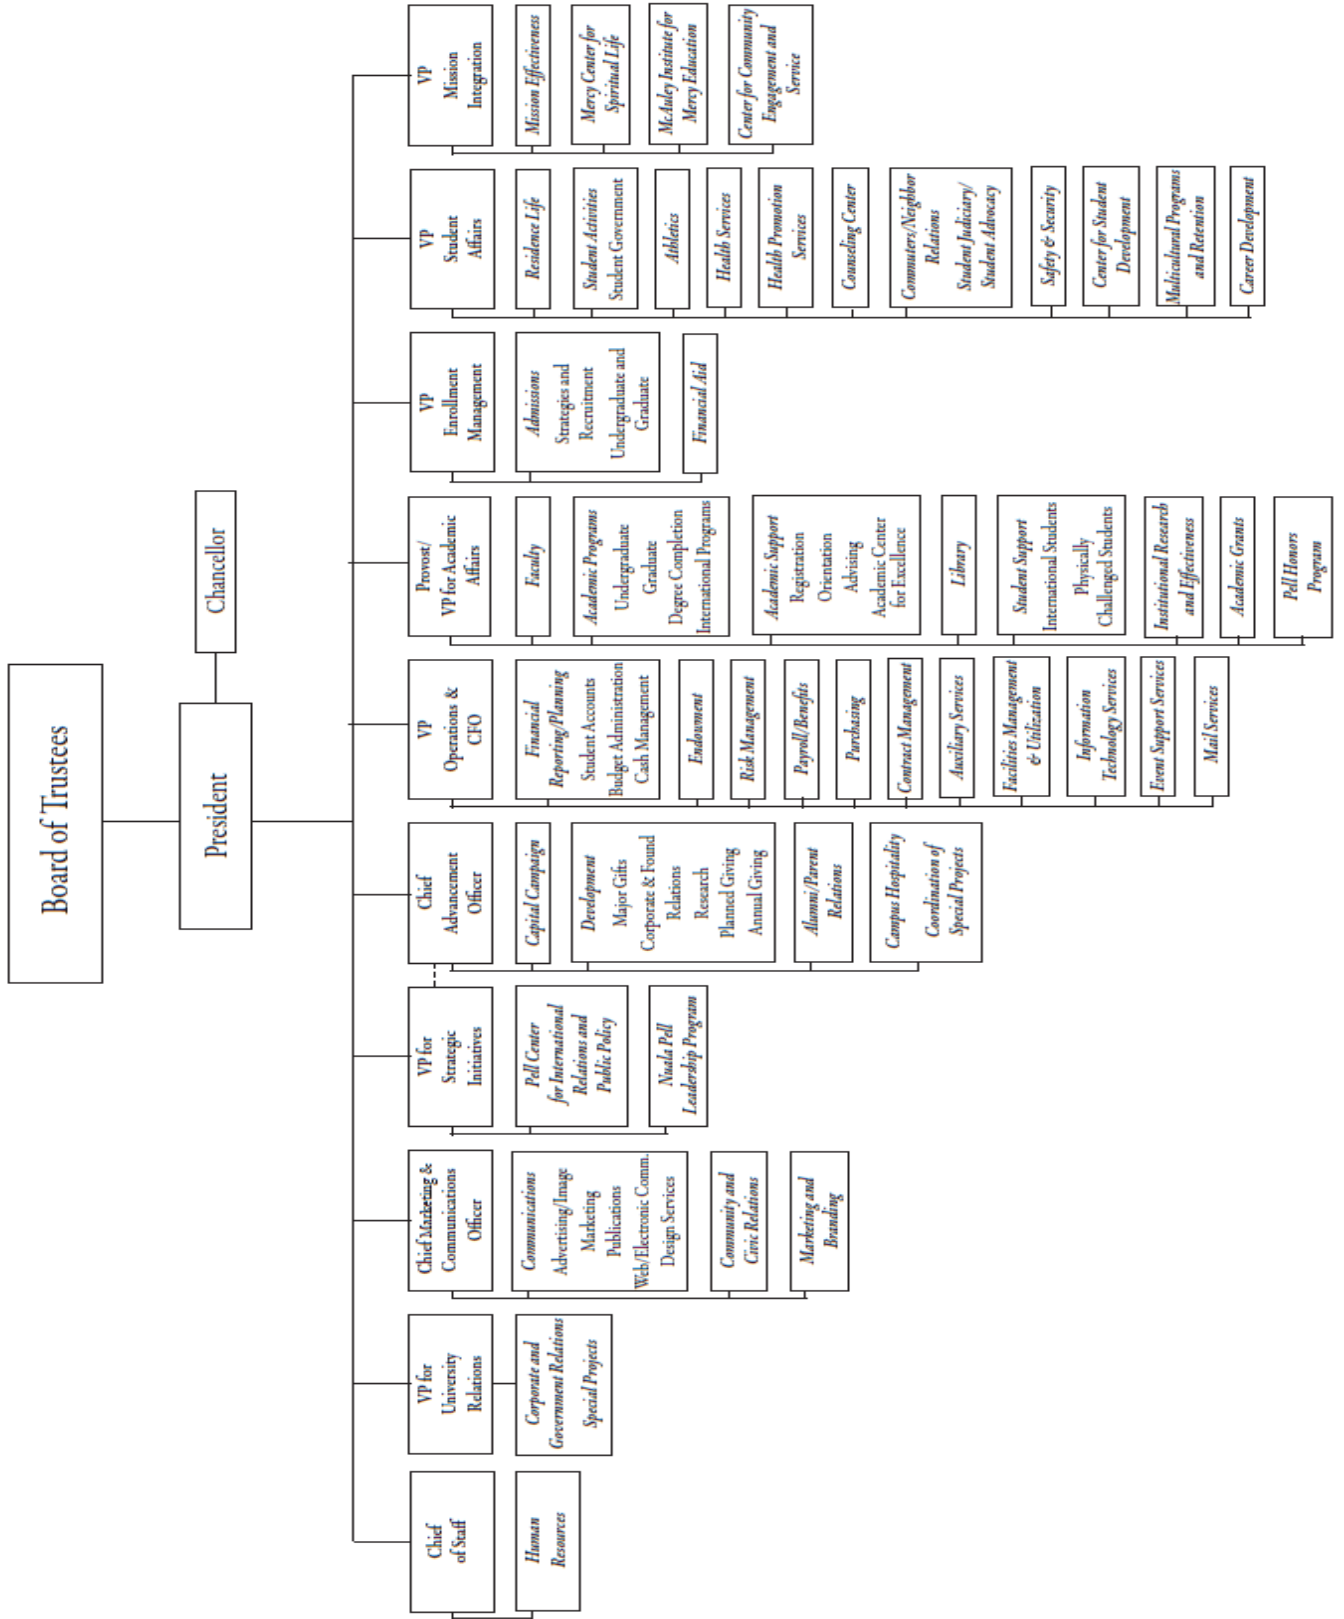 Board of Trustees
President
Chancellor
Chief
of Staff
Human
Resources
VP for
University
Relations
Corporate and
Government Relations
Special Projects
Chief Marketing &
Communications
Officer
Communications
Advertising/Image
Marketing
Publications
Web/Electronic Comm.
Design Services
Community and
Civic Relations
Marketing and
Branding
VP for
Strategic
Initiatives
Pell Center
for International
Relations and
Public Policy
Nuala Pell
Leadership Program
Chief
Advancement
Officer
Capital Campaign
Development
Major Gifts
Corporate & Found
Relations
Research
Planned Giving
Annual Giving
Alumni/Parent
Relations
Campus Hospitality
Coordination of
Special Projects
VP
Operations &
CFO
Financial
Reporting/Planning
Student Accounts
Budget Administration
Cash Management
Endowment
Risk Management
Payroll/Benefits
Purchasing
Contract Management
Auxiliary Services
Facilities Management
& Utilization
Information
Technology Services
Event Support Services
Mail Services
Provost/
VP for Academic
Affairs
Faculty
Academic Programs
Undergraduate
Graduate
Degree Completion
International Programs
Academic Support
Registration
Orientation
Advising
Academic Center
for Excellence
Library
Student Support
International Students
Physically
Challenged Students
Institutional Research
and Effectiveness
Academic Grants
Pell Honors
Program
VP
Enrollment
Management
Admissions
Strategies and
Recruitment
Undergraduate and
Graduate
Financial Aid
VP
Student
Affairs
Residence Life
Student Activities
Student Government
Athletics
Health Services
Health Promotion
Services
Counseling Center
Commuters/Neighbor
Relations
Student Judiciary/
Student Advocacy
Safety & Security
Center for Student
Development
Multicultural Programs
and Retention
Career Development
VP
Mission
Integration
Mission Effectiveness
Mercy Center for
Spiritual Life
McAuley Institute for
Mercy Education
Center for Community
Engagement and
Service